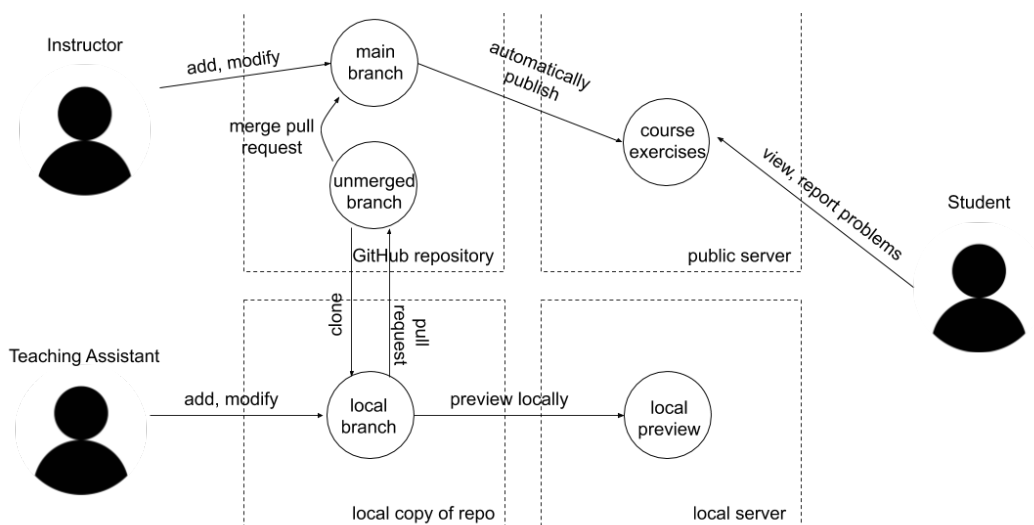 Instructor
add, modify
main
branch
automatically
publish
merge pull
request
course
exercises
unmerged
branch
view, report problems
Student
GitHub repository
public server
clone
pull
request
Teaching Assistant
add, modify
local
branch
preview locally
local
preview
local copy of repo
local server